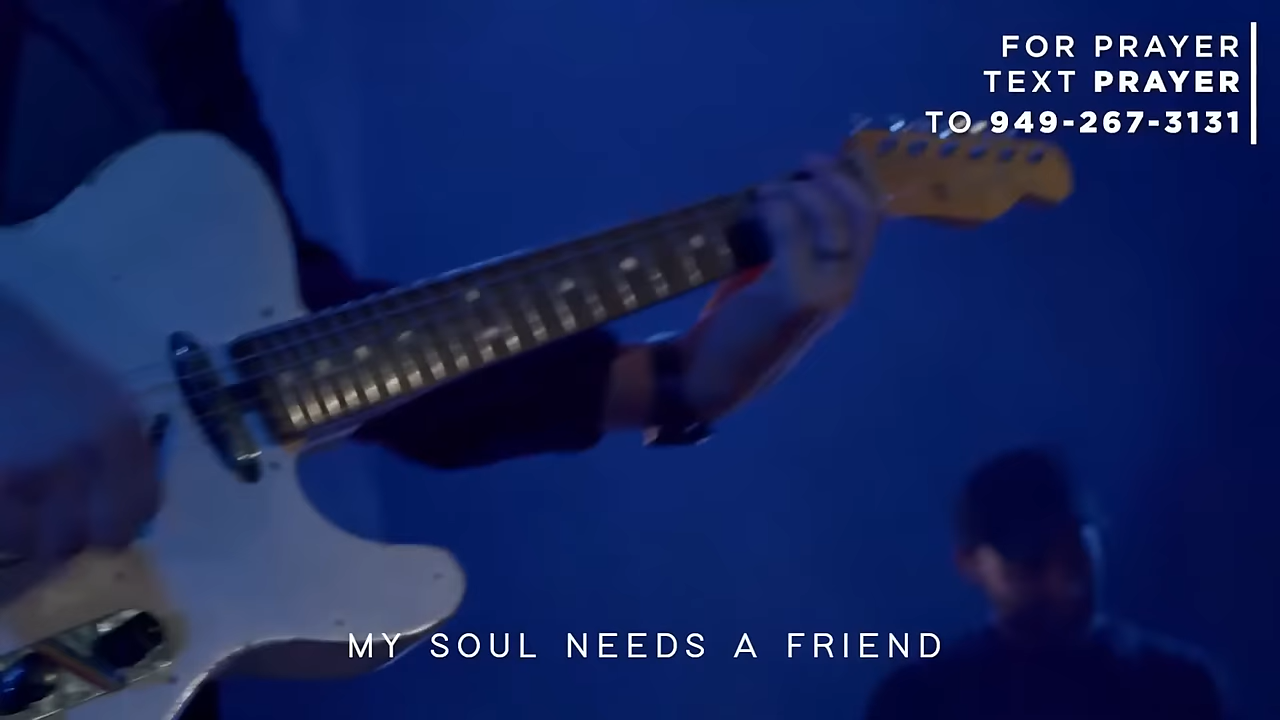 FOR PRAYER
TEXT PRAYER
TO 949-267-3131
MY SOUL NEEDS A FRIEND